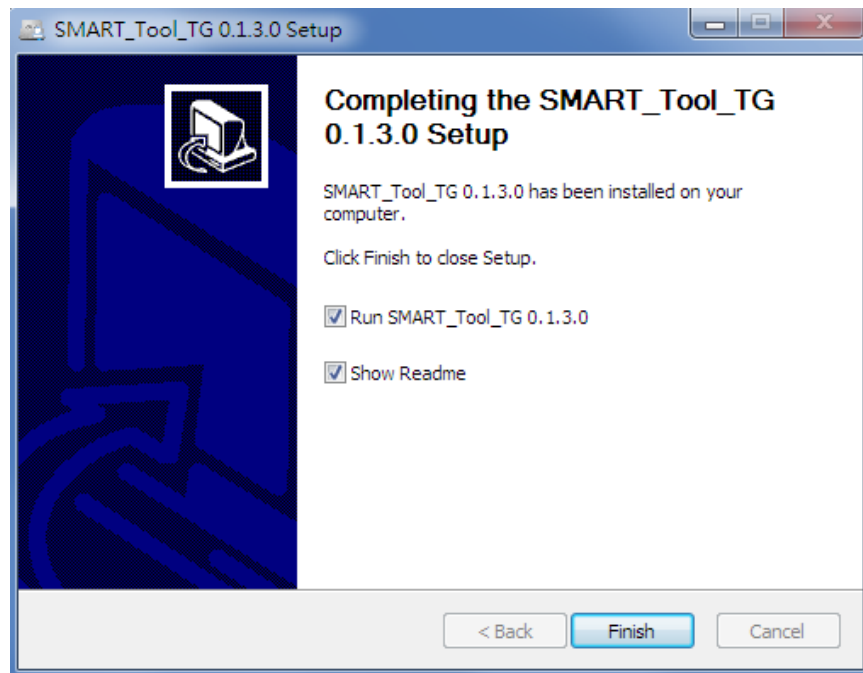 SMART_Tool_TG 0.1.3.0 Setup
Completing the SMART_Tool_TG
0.1.3.0 Setup
SMART_Tool_TG 0.1.3.0 has been installed on your
computer.
Click Finish to close Setup.
Run SMART_Tool_TG 0.1.3.0
Show Readme
< Back Finish Cancel